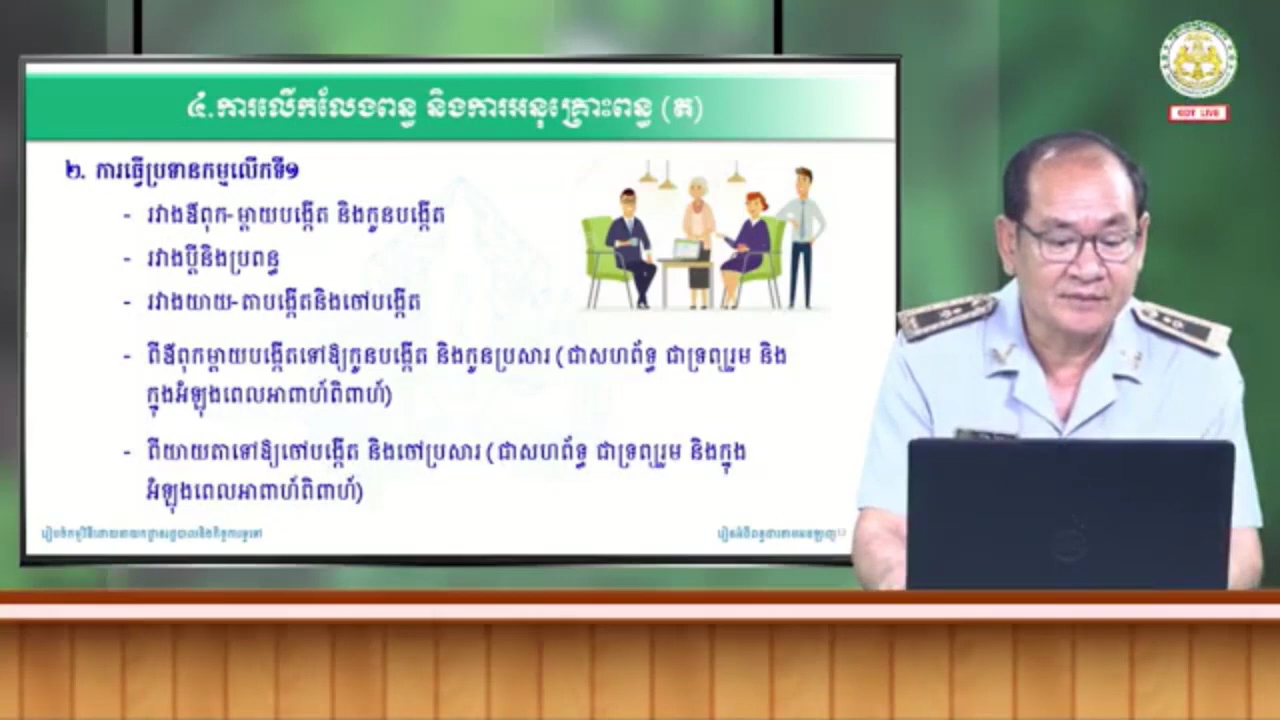 ៤.ការលើកលែងពន្ធ និងការអនុគ្រោះពន្ធ (ត)
GDT LIVE
២. ការធ្វើប្រទានកម្មលើកទី១
- រវាងឪពុក-ម្តាយបង្កើត និងកូនបង្កើត
- រវាងប្តីនិងប្រពន្ធ
- រវាងយាយ-តាបង្កើតនិងចៅបង្កើត
- ពីឪពុកម្តាយបង្កើតទៅឱ្យកូនបង្កើត និងកូនប្រសារ (ជាសហព័ទ្ធ ជាទ្រព្យរួម និង
ក្នុងអំឡុងពេលអាពាហ៍ពិពាហ៍)
- ពីយាយតាទៅឱ្យចៅបង្កើត និងចៅប្រសារ (ជាសហព័ទ្ធ ជាទ្រព្យរួម និងក្នុង
អំឡុងពេលអាពាហ៍ពិពាហ៍)